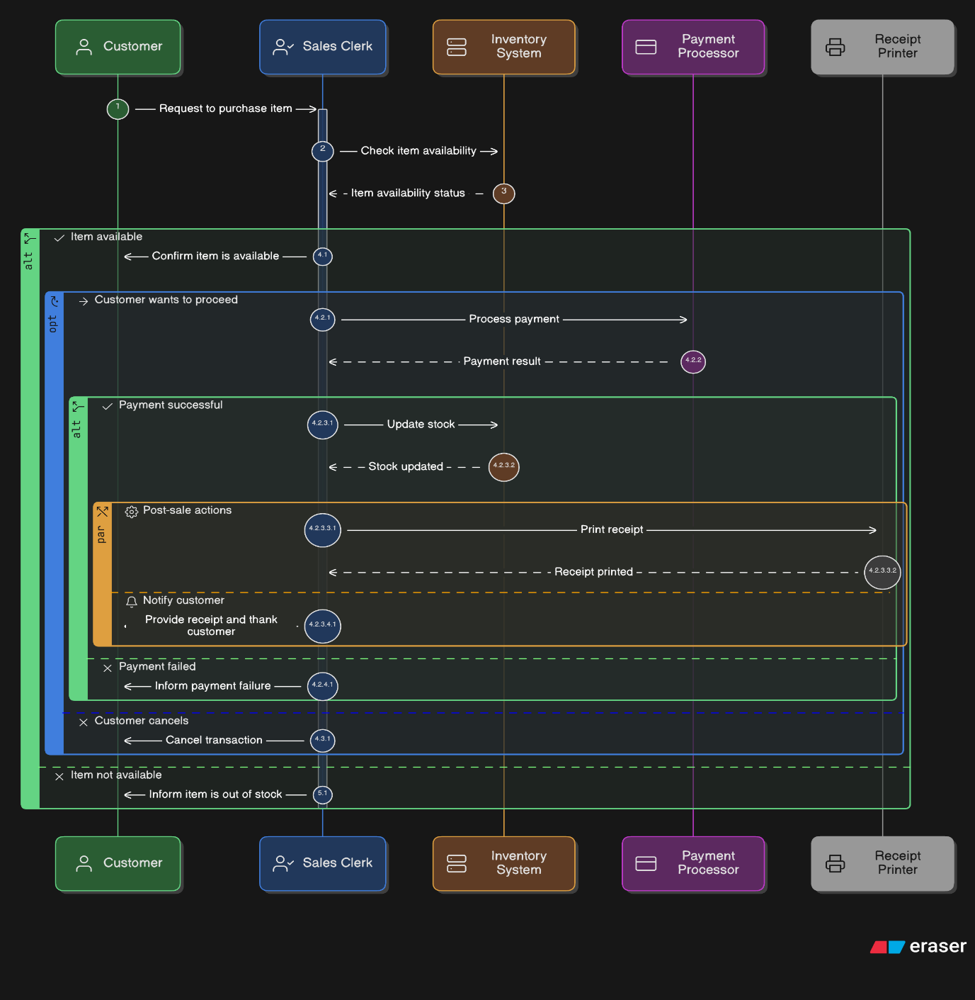 Customer
Sales Clerk
Inventory
System
Payment
Processor
Receipt
Printer
1
Request to purchase item
2
Check item availability
Item availability status
3
alt
Item available
Confirm item is available
4.1
opt
Customer wants to proceed
4.2.1
Process payment
Payment result
4.2.2
alt
Payment successful
4.2.3.1
Update stock
Stock updated
4.2.3.2
par
Post-sale actions
4.2.3.3.1
Print receipt
Receipt printed
4.2.3.3.2
Notify customer
Provide receipt and thank
customer
4.2.3.4.1
Payment failed
Inform payment failure
4.2.4.1
Customer cancels
Cancel transaction
4.3.1
Item not available
Inform item is out of stock
5.1
Customer
Sales Clerk
Inventory
System
Payment
Processor
Receipt
Printer
eraser